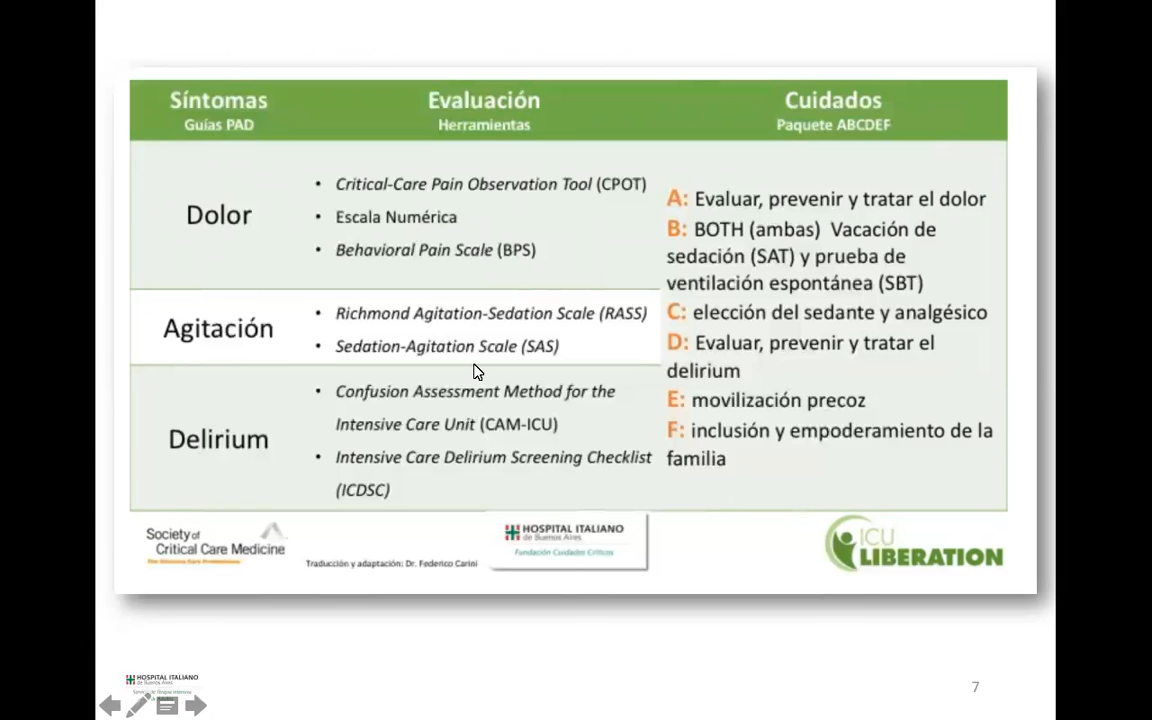 Síntomas
Guías PAD
Evaluación
Herramientas
Cuidados
Paquete ABCDEF
Dolor
• Critical-Care Pain Observation Tool (CPOT)
• Escala Numérica
• Behavioral Pain Scale (BPS)
Agitación
• Richmond Agitation-Sedation Scale (RASS)
• Sedation-Agitation Scale (SAS)
Delirium
• Confusion Assessment Method for the
Intensive Care Unit (CAM-ICU)
• Intensive Care Delirium Screening Checklist
(ICDSC)
A: Evaluar, prevenir y tratar el dolor
B: BOTH (ambas) Vacación de
sedación (SAT) y prueba de
ventilación espontánea (SBT)
C: elección del sedante y analgésico
D: Evaluar, prevenir y tratar el
delirium
E: movilización precoz
F: inclusión y empoderamiento de la
familia
Society of
Critical Care Medicine
Traducción y adaptación: Dr. Federico Carini
HOSPITAL ITALIANO
de Buenos Aires
Fundación Cuidados Críticos
ICU
LIBERATION
HOSPITAL ITALIANO
de Buenos Aires
7